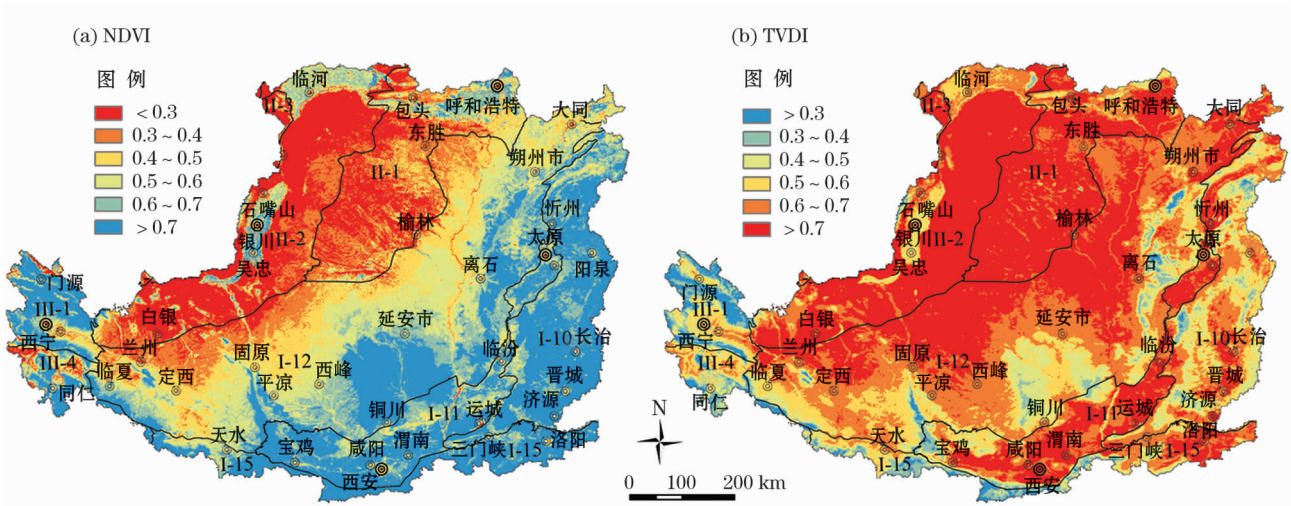 (a) NDVI
图 例
< 0.3
0.3 ~ 0.4
0.4 ~ 0.5
0.5 ~ 0.6
0.6 ~ 0.7
> 0.7
临河
II-3
包头
呼和浩特
大同
东胜
朔州市
II-1
石嘴山
榆林
忻州
银川
II-2
太原
吴忠
离石
阳泉
门源
III-1
白银
延安市
西宁
兰州
I-10
长治
固原
I-12
临汾
III-4
临夏
定西
西峰
晋城
同仁
平凉
铜川
I-11
运城
济源
天水
宝鸡
咸阳
渭南
三门峡
I-15
洛阳
I-15
西安
N
0 100 200 km
(b) TVDI
图 例
> 0.3
0.3 ~ 0.4
0.4 ~ 0.5
0.5 ~ 0.6
0.6 ~ 0.7
> 0.7
临河
II-3
包头
呼和浩特
大同
东胜
朔州市
II-1
石嘴山
榆林
忻州
银川
II-2
太原
吴忠
离石
门源
III-1
白银
延安市
西宁
兰州
I-10
长治
固原
I-12
临汾
III-4
临夏
定西
西峰
晋城
同仁
平凉
铜川
I-11
运城
济源
天水
宝鸡
咸阳
渭南
三门峡
I-15
洛阳
I-15
西安